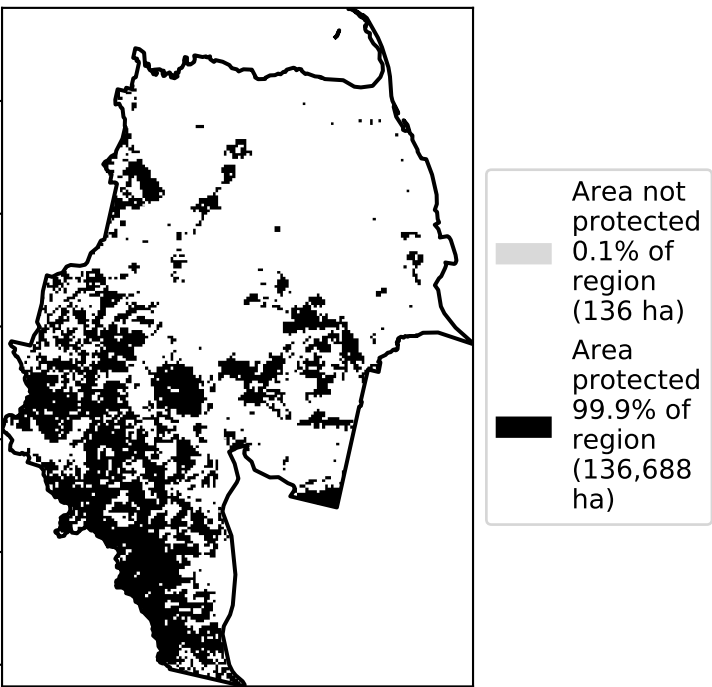 Area not
protected
0.1% of
region
(136 ha)
Area
protected
99.9% of
region
(136,688
ha)